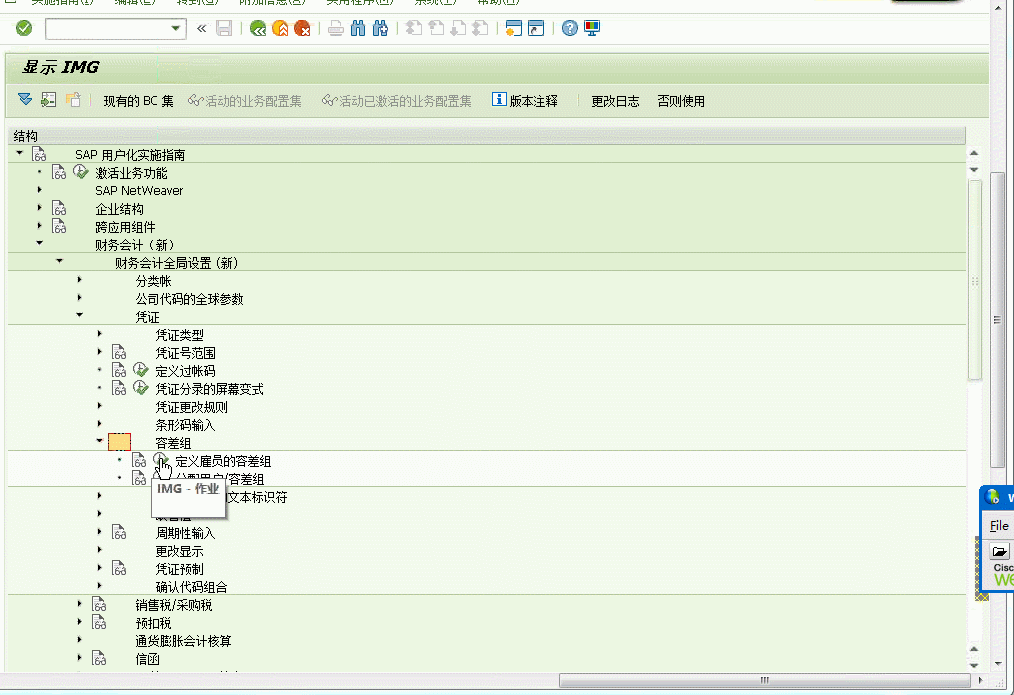 显示 IMG
现有的 BC 集 活动的业务配置集 活动已激活的业务配置集 版本注释 更改日志 否则使用
结构
SAP 用户化实施指南
激活业务功能
SAP NetWeaver
企业结构
跨应用组件
财务会计（新）
财务会计全局设置（新）
分类帐
公司代码的全球参数
凭证
凭证类型
凭证号范围
定义过帐码
凭证分录的屏幕变式
凭证更改规则
条形码输入
容差组
定义雇员的容差组
分配用户/容差组
IMG - 作业
文本标识符
周期性输入
更改显示
凭证预制
确认代码组合
销售税/采购税
预扣税
通货膨胀会计核算
信函
File
Cisc
We